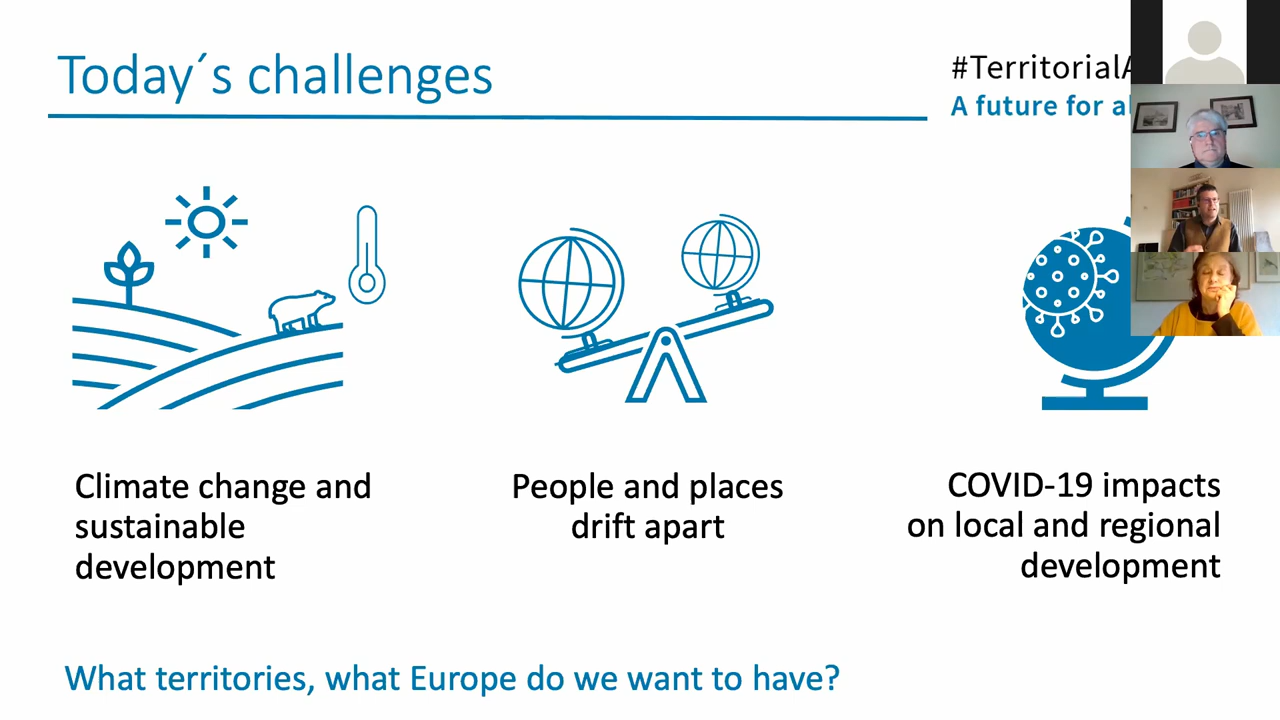 Today´s challenges
#TerritorialA
A future for al
Climate change and
sustainable
development
People and places
drift apart
COVID-19 impacts
on local and regional
development
What territories, what Europe do we want to have?